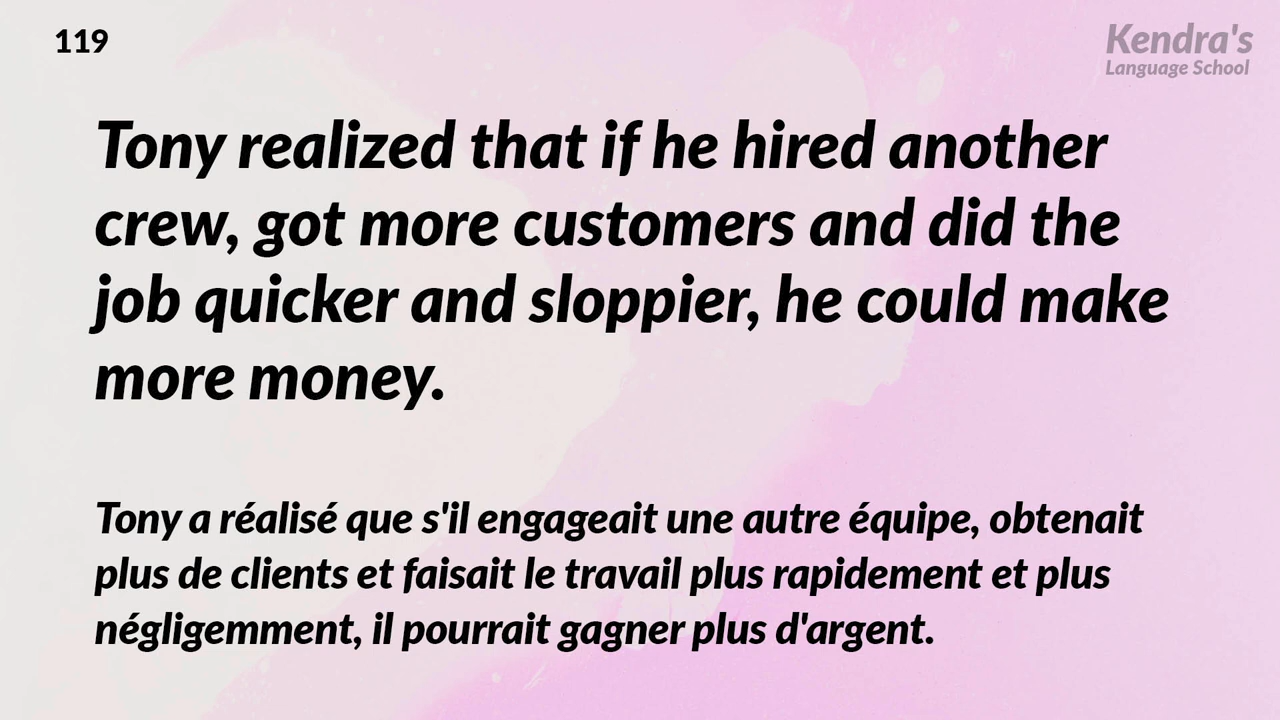 119
Kendra's
Language School
Tony realized that if he hired another
crew, got more customers and did the
job quicker and sloppier, he could make
more money.
Tony a réalisé que s'il engageait une autre équipe, obtenait
plus de clients et faisait le travail plus rapidement et plus
négligemment, il pourrait gagner plus d'argent.